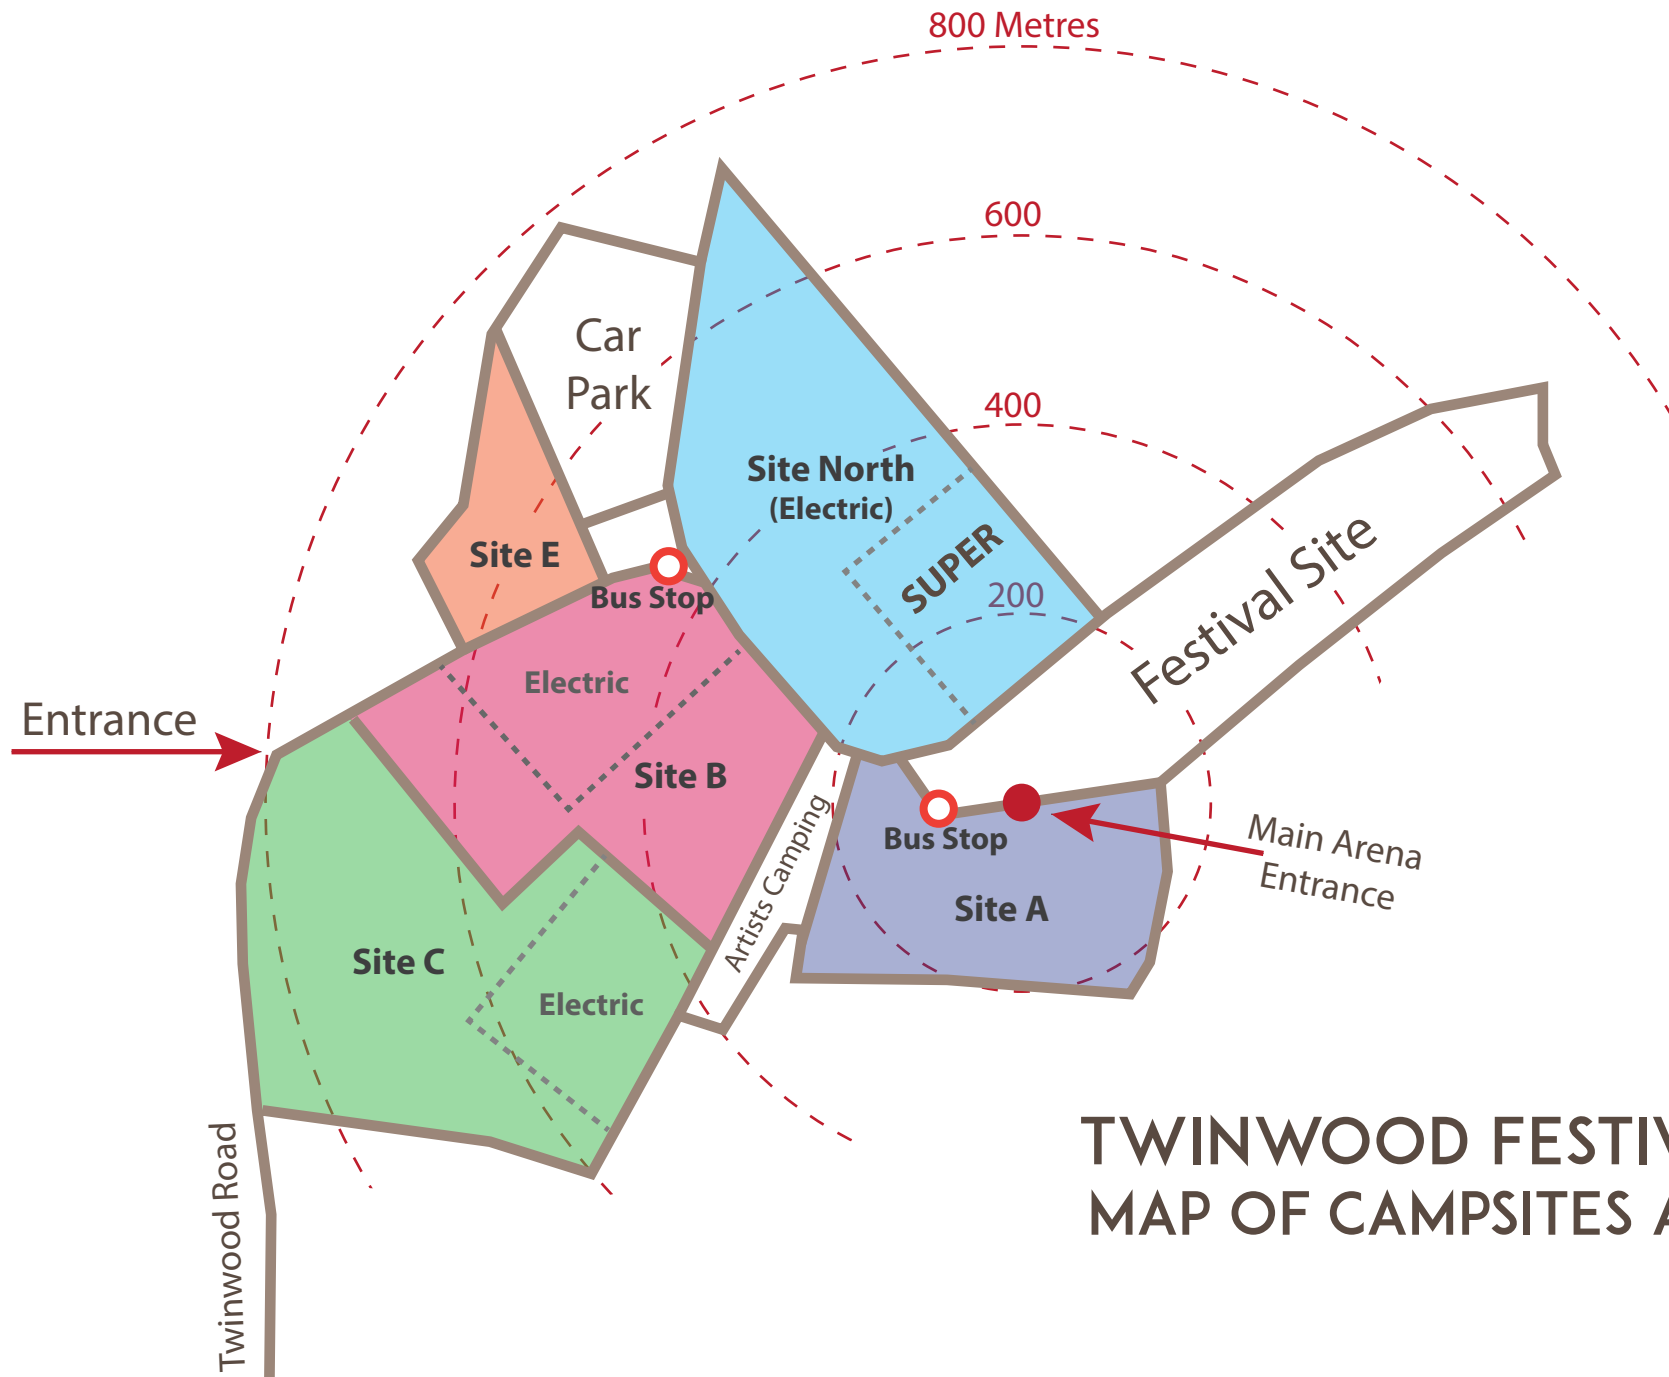 800 Metres
600
Car
Park
400
Site North
(Electric)
SUPER
Festival Site
Site E
Bus Stop
200
Electric
Entrance
Site B
Artists Camping
Bus Stop
Main Arena
Entrance
Site A
Site C
Electric
TWINWOOD FESTIV
MAP OF CAMPSITES A
Twinwood Road